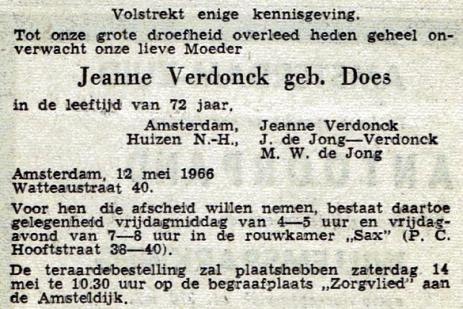 Volstrekt enige kennisgeving.
Tot onze grote droefheid overleed heden geheel on-
verwacht onze lieve Moeder
Jeanne Verdonck geb. Does
in de leeftijd van 72 jaar.
Amsterdam, Jeanne Verdonck
Huizen N.-H., J. de Jong—Verdonck
M. W. de Jong
Amsterdam, 12 mei 1966
Watteaustraat 40.
Voor hen die afscheid willen nemen, bestaat daartoe
gelegenheid vrijdagmiddag van 4—5 uur en vrijdag-
avond van 7—8 uur in de rouwkamer „Sax” (P. C.
Hooftstraat 38—40).
De teraardebestelling zal plaatshebben zaterdag 14
mei te 10.30 uur op de begraafplaats „Zorgvlied” aan
de Amsteldijk.